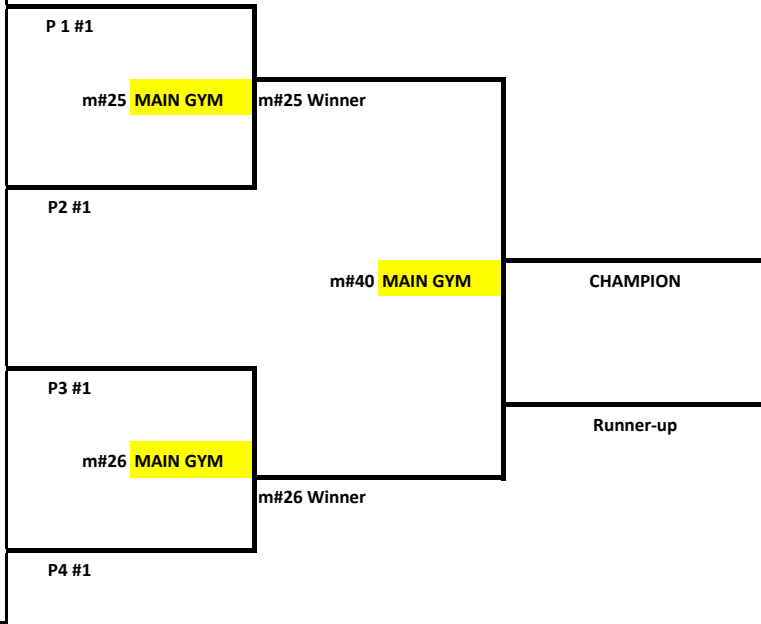 P 1 #1
m#25 MAIN GYM m#25 Winner
P2 #1
m#40 MAIN GYM CHAMPION
P3 #1
Runner-up
m#26 MAIN GYM
m#26 Winner
P4 #1